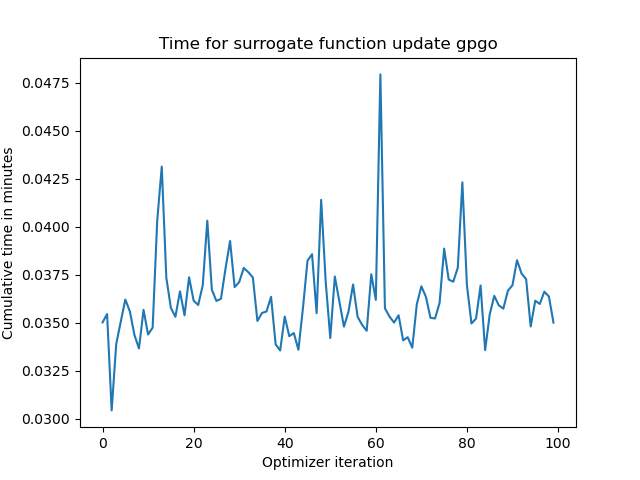 Time for surrogate function update gpgo
Cumulative time in minutes
0.0475
0.0450
0.0425
0.0400
0.0375
0.0350
0.0325
0.0300
0 20 40 60 80 100
Optimizer iteration